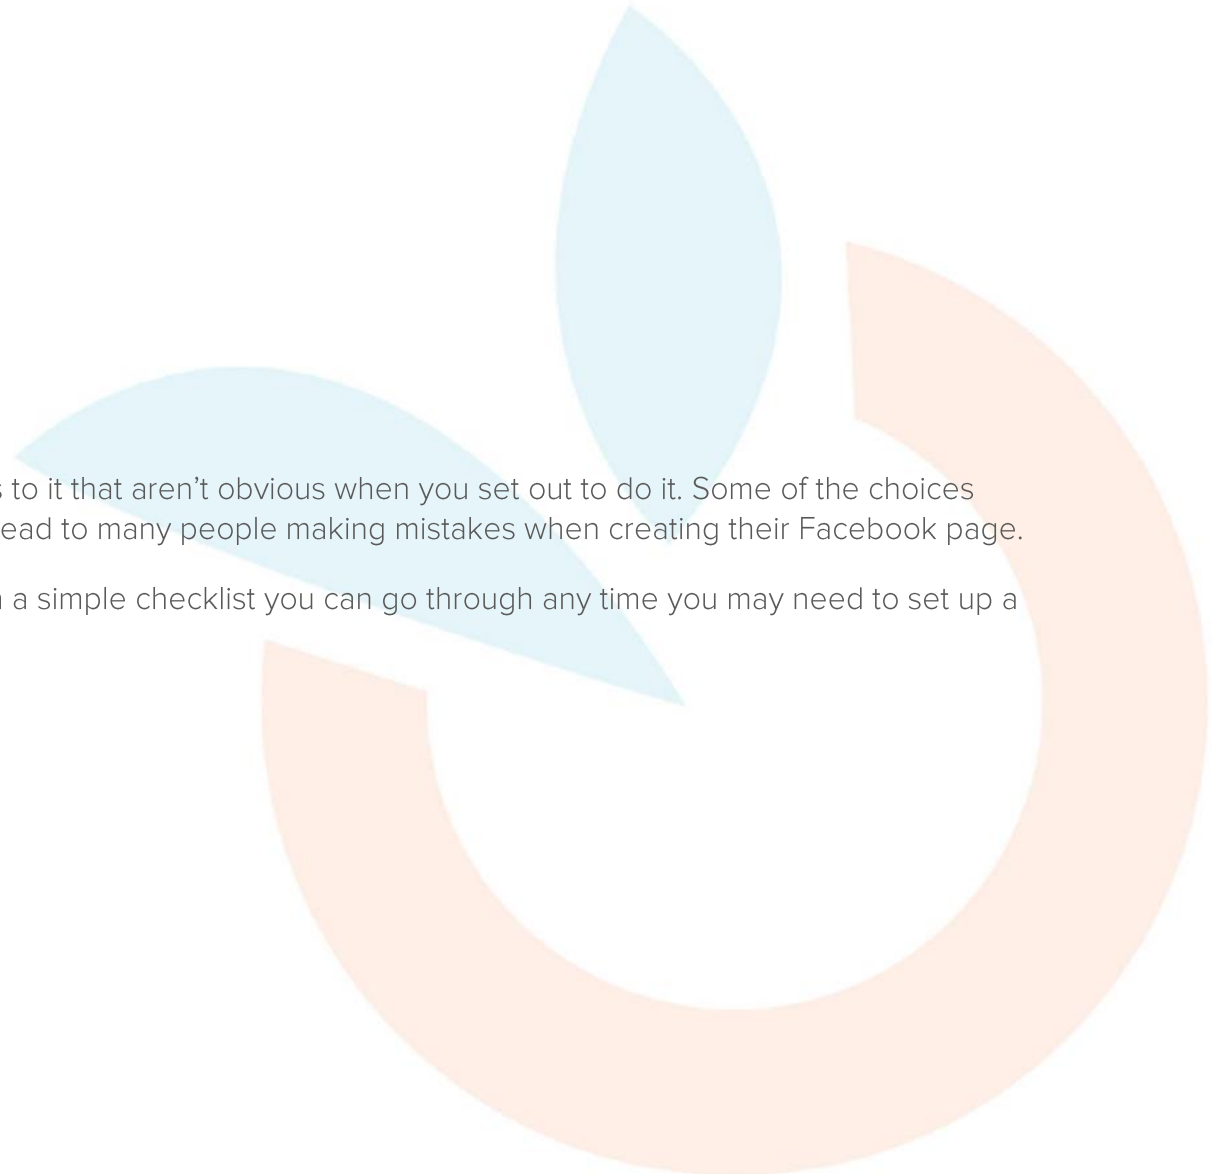 to it that aren’t obvious when you set out to do it. Some of the choices
ead to many people making mistakes when creating their Facebook page.
a simple checklist you can go through any time you may need to set up a